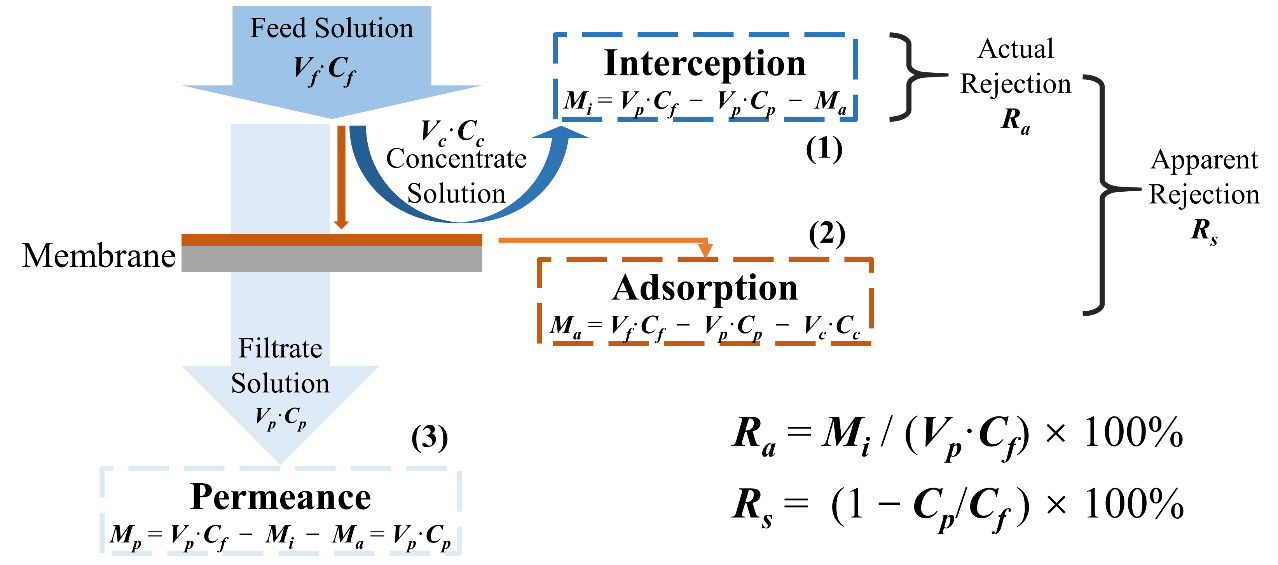 Feed Solution
V_f·C_f
Interception
M_i = V_p·C_f − V_p·C_p − M_a
(1)
Actual
Rejection
R_a
V_c·C_c
Concentrate
Solution
Apparent
Rejection
R_s
Membrane
(2)
Adsorption
M_a = V_f·C_f − V_p·C_p − V_c·C_c
Filtrate
Solution
V_p·C_p
(3)
Permeance
M_p = V_p·C_f − M_i − M_a = V_p·C_p
R_a = M_i / (V_p·C_f) × 100%
R_s = (1 − C_p/C_f) × 100%